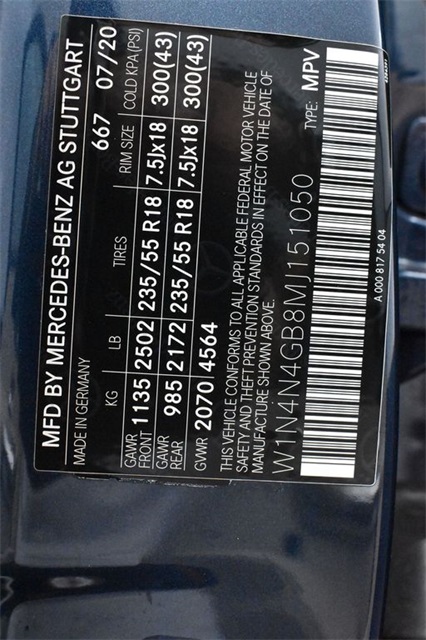 MFD BY MERCEDES-BENZ AG STUTTGART
MADE IN GERMANY 667 07/20
KG LB TIRES RIM SIZE COLD KPA (PSI)
GAWR FRONT 1135 2502 235/55 R18 7.5Jx18 300(43)
GAWR REAR 985 2172 235/55 R18 7.5Jx18 300(43)
GVWR 2070 4564
THIS VEHICLE CONFORMS TO ALL APPLICABLE FEDERAL MOTOR VEHICLE
SAFETY AND THEFT PREVENTION STANDARDS IN EFFECT ON THE DATE OF
MANUFACTURE SHOWN ABOVE.
W1N4N4GB8MJ151050 TYPE: MPV
A 000 817 54 04